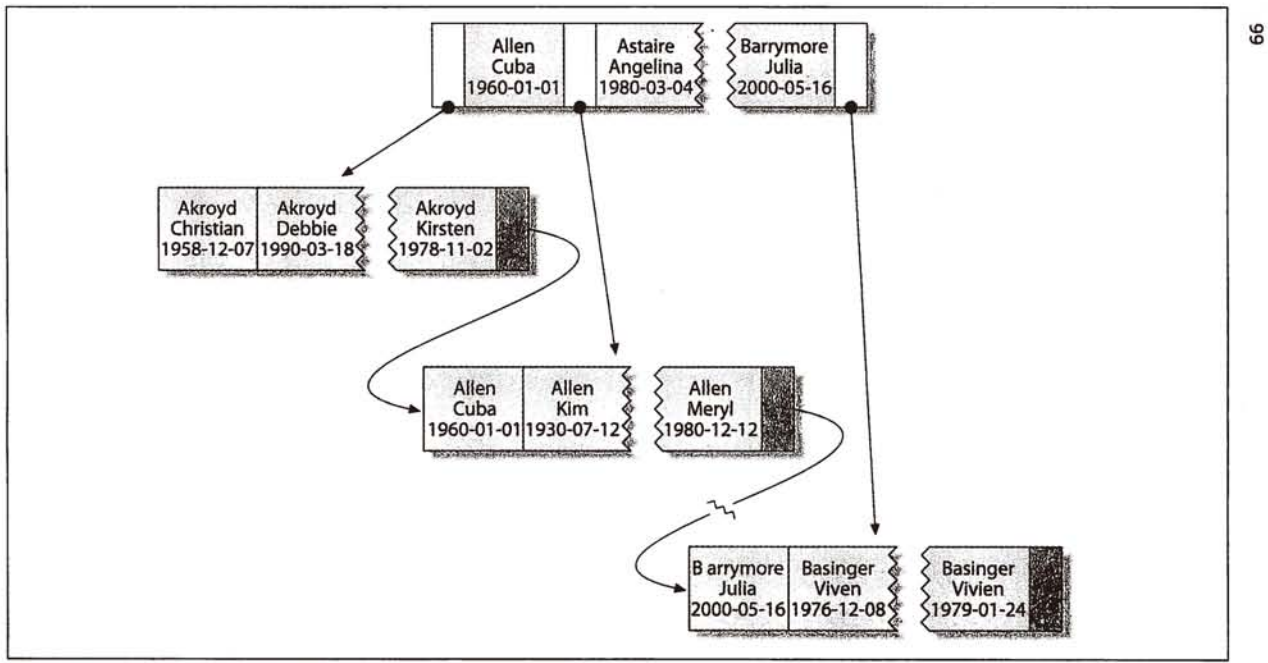 66
Allen
Cuba
1960-01-01
Astaire
Angelina
1980-03-04
Barrymore
Julia
2000-05-16
Akroyd
Christian
1958-12-07
Akroyd
Debbie
1990-03-18
Akroyd
Kirsten
1978-11-02
Allen
Cuba
1960-01-01
Allen
Kim
1930-07-12
Allen
Meryl
1980-12-12
B arrymore
Julia
2000-05-16
Basinger
Viven
1976-12-08
Basinger
Vivien
1979-01-24